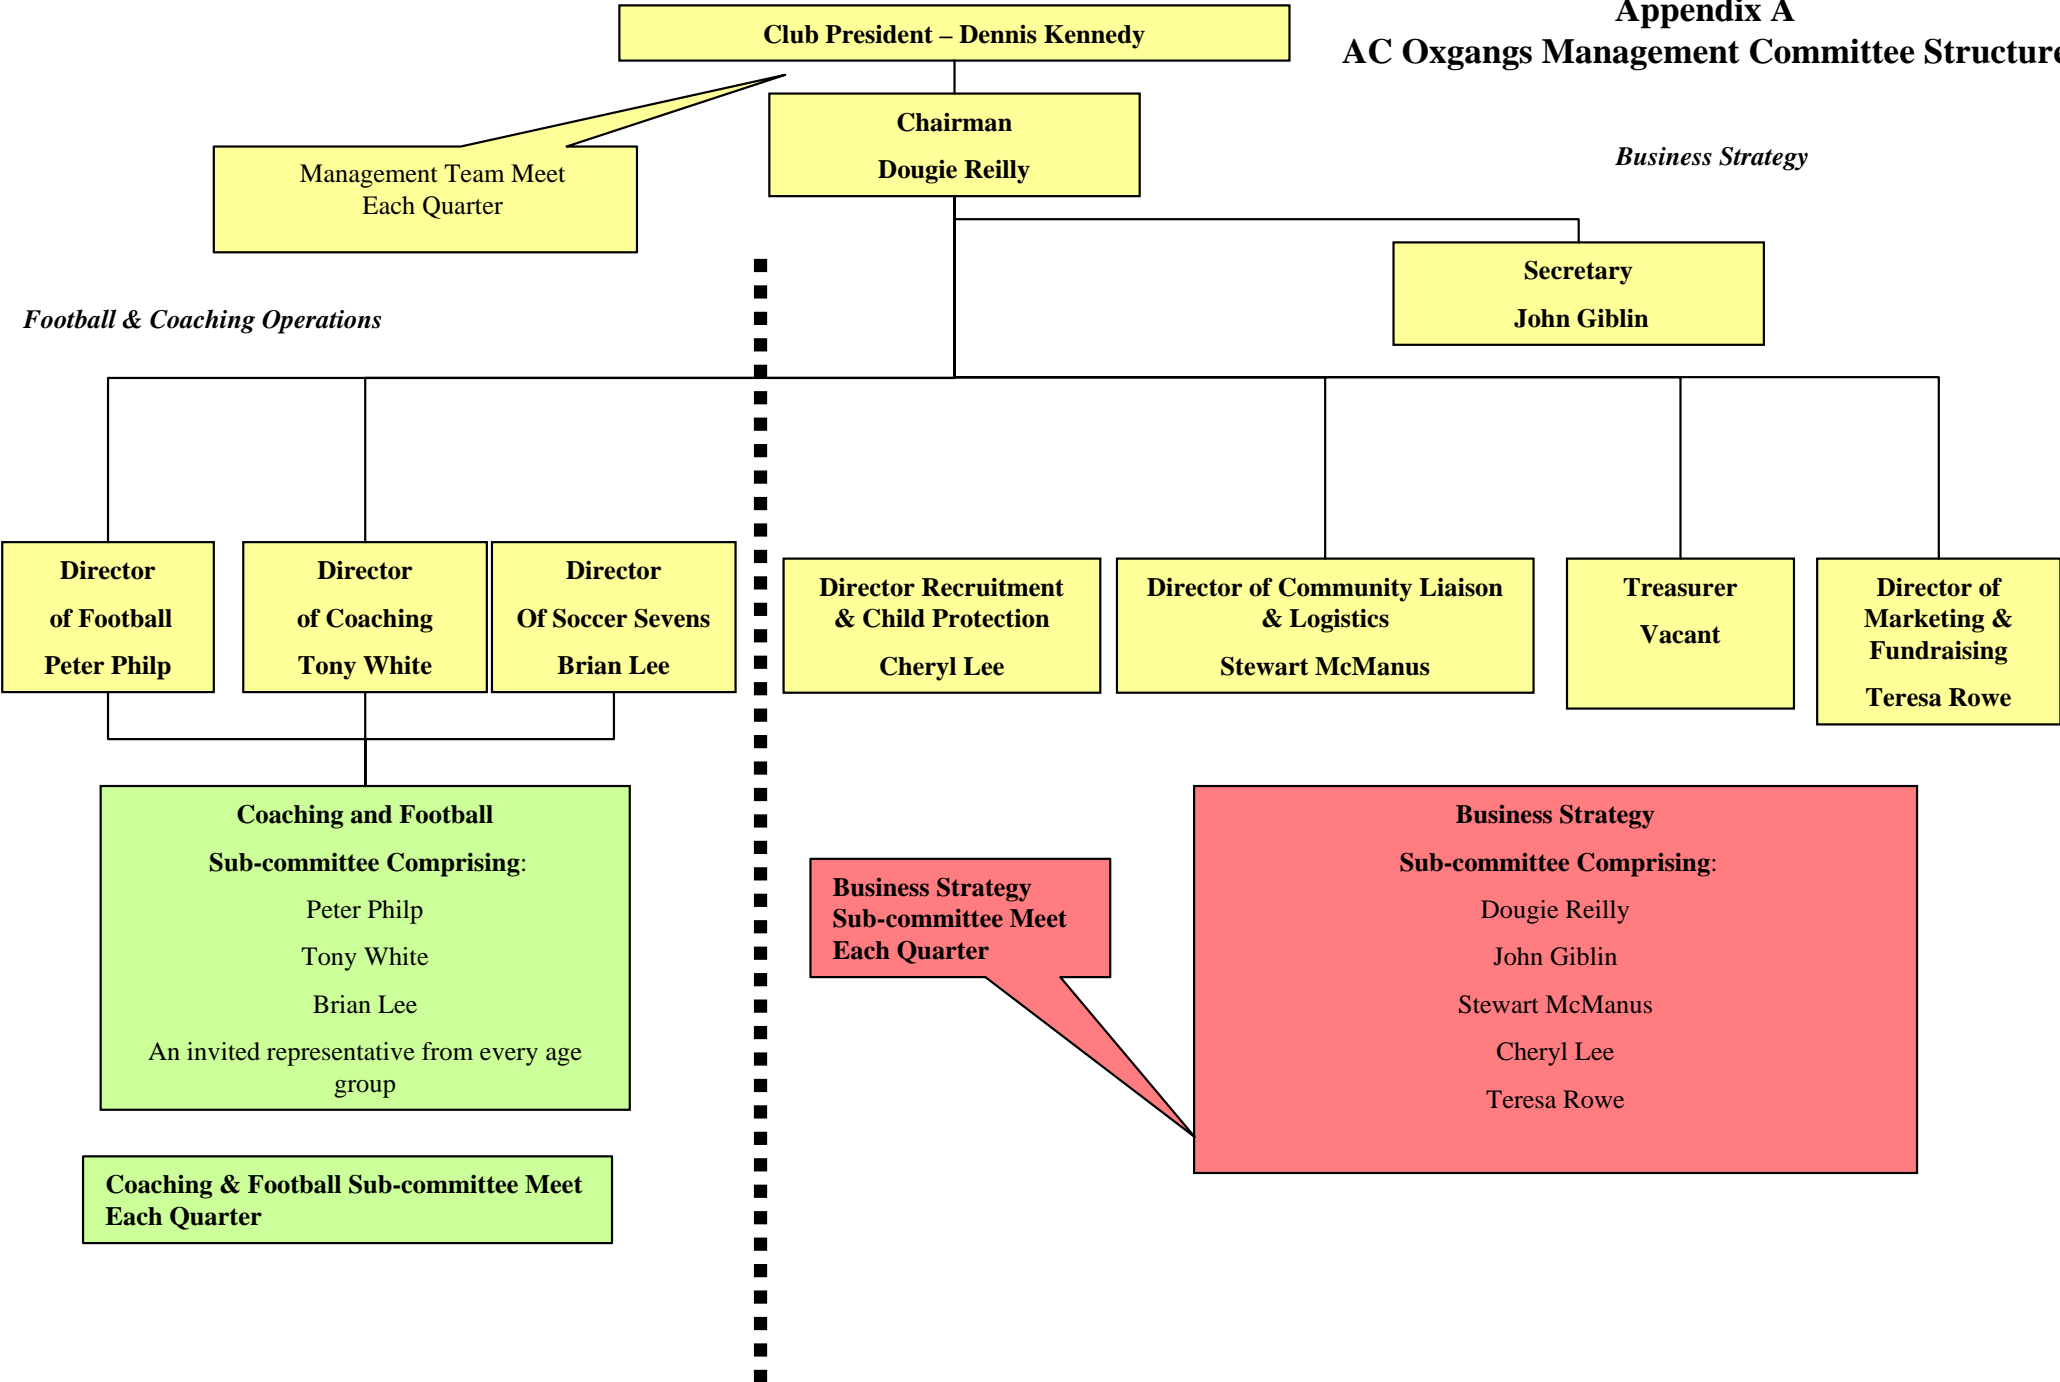 Appendix A
AC Oxgangs Management Committee Structure
Club President – Dennis Kennedy
Chairman
Dougie Reilly
Management Team Meet
Each Quarter
Business Strategy
Secretary
John Giblin
Football & Coaching Operations
Director
of Football
Peter Philp
Director
of Coaching
Tony White
Director
Of Soccer Sevens
Brian Lee
Director Recruitment
& Child Protection
Cheryl Lee
Director of Community Liaison
& Logistics
Stewart McManus
Treasurer
Vacant
Director of
Marketing &
Fundraising
Teresa Rowe
Coaching and Football
Sub-committee Comprising:
Peter Philp
Tony White
Brian Lee
An invited representative from every age
group
Coaching & Football Sub-committee Meet
Each Quarter
Business Strategy
Sub-committee Meet
Each Quarter
Business Strategy
Sub-committee Comprising:
Dougie Reilly
John Giblin
Stewart McManus
Cheryl Lee
Teresa Rowe